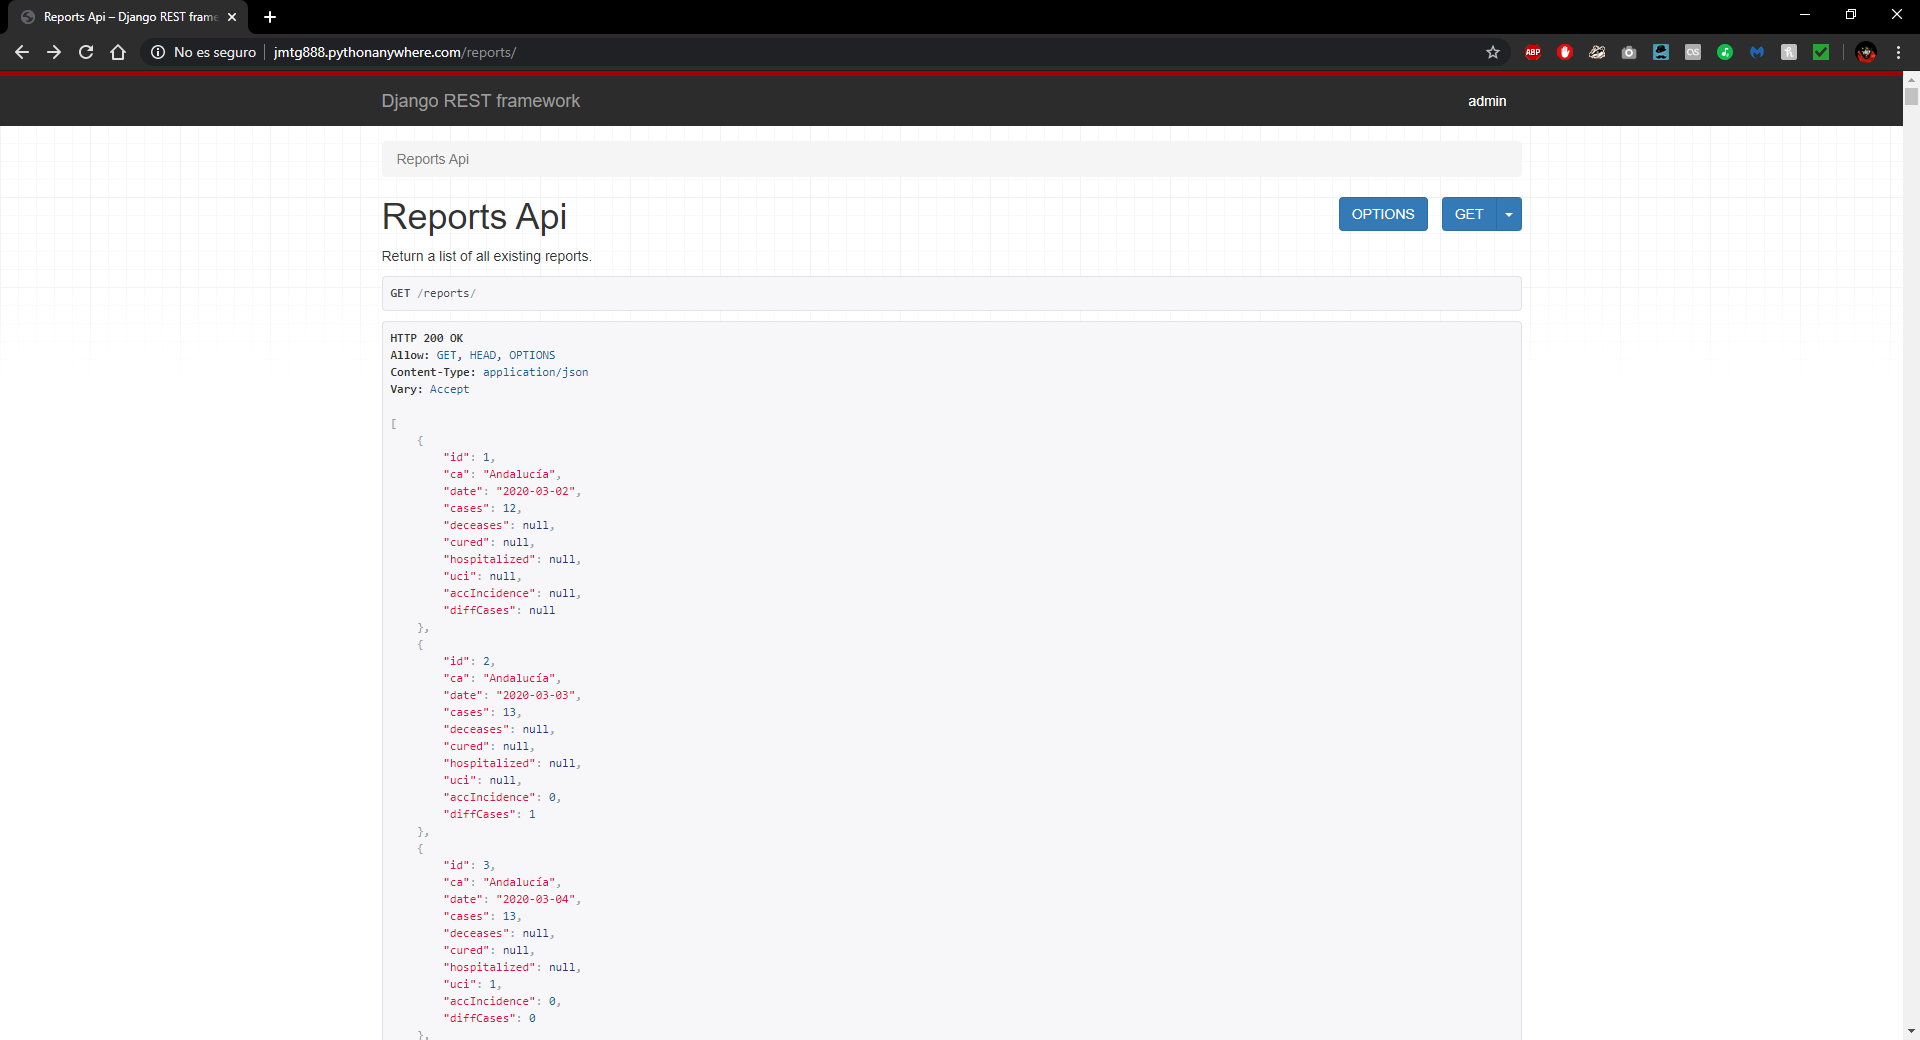 Reports Api – Django REST frame
No es seguro
jmtg888.pythonanywhere.com/reports/
ABP
Django REST framework
admin
Reports Api
Reports Api
OPTIONS
GET
Return a list of all existing reports.
GET /reports/
HTTP 200 OK
Allow: GET, HEAD, OPTIONS
Content-Type: application/json
Vary: Accept
[
{
"id": 1,
"ca": "Andalucía",
"date": "2020-03-02",
"cases": 12,
"deceases": null,
"cured": null,
"hospitalized": null,
"uci": null,
"accIncidence": null,
"diffCases": null
},
{
"id": 2,
"ca": "Andalucía",
"date": "2020-03-03",
"cases": 13,
"deceases": null,
"cured": null,
"hospitalized": null,
"uci": null,
"accIncidence": 0,
"diffCases": 1
},
{
"id": 3,
"ca": "Andalucía",
"date": "2020-03-04",
"cases": 13,
"deceases": null,
"cured": null,
"hospitalized": null,
"uci": 1,
"accIncidence": 0,
"diffCases": 0
},